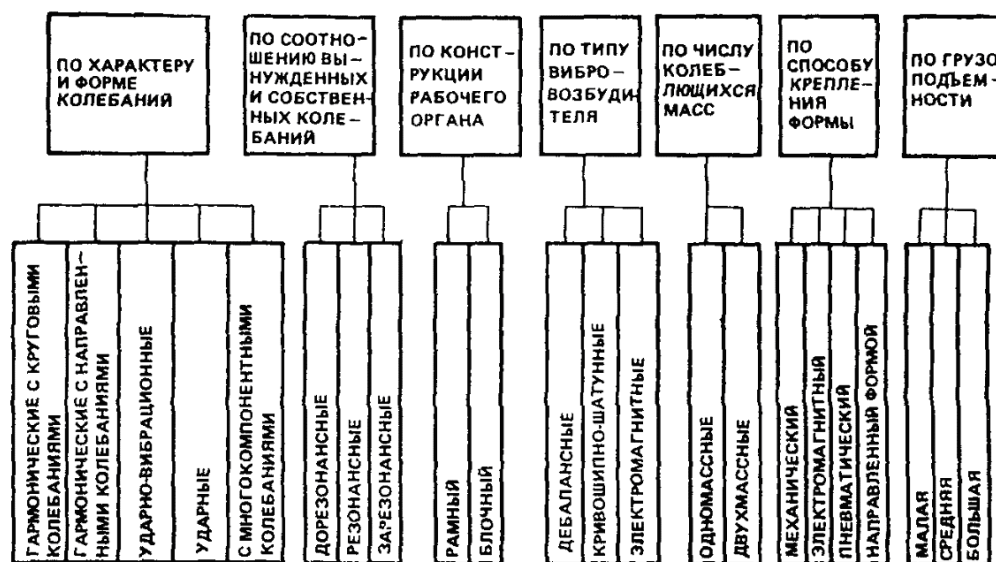 ПО ХАРАКТЕРУ
И ФОРМЕ
КОЛЕБАНИЙ
ПО СООТНО-
ШЕНИЮ ВЫ-
НУЖДЕННЫХ
И СОБСТВЕН-
НЫХ КОЛЕ-
БАНИЙ
ПО КОНСТ-
РУКЦИИ
РАБОЧЕГО
ОРГАНА
ПО ТИПУ
ВИБРО-
ВОЗБУДИ-
ТЕЛЯ
ПО ЧИСЛУ
КОЛЕБ-
ЛЮЩИХСЯ
МАСС
ПО
СПОСОБУ
КРЕПЛЕ-
НИЯ
ФОРМЫ
ПО ГРУЗО
ПОДЪЕМ-
НОСТИ
ГАРМОНИЧЕСКИЕ С КРУГОВЫМИ
КОЛЕБАНИЯМИ
ГАРМОНИЧЕСКИЕ С НАПРАВЛЕН-
НЫМИ КОЛЕБАНИЯМИ
УДАРНО-ВИБРАЦИОННЫЕ
УДАРНЫЕ
С МНОГОКОМПОНЕНТНЫМИ
КОЛЕБАНИЯМИ
ДОРЕЗОНАНСНЫЕ
РЕЗОНАНСНЫЕ
ЗАРЕЗОНАНСНЫЕ
РАМНЫЙ
БЛОЧНЫЙ
ДЕБАЛАНСНЫЕ
КРИВОШИПНО-ШАТУННЫЕ
ЭЛЕКТРОМАГНИТНЫЕ
ОДНОМАССНЫЕ
ДВУХМАССНЫЕ
МЕХАНИЧЕСКИЙ
ЭЛЕКТРОМАГНИТНЫЙ
ПНЕВМАТИЧЕСКИЙ
НАПРАВЛЕННЫЙ ФОРМОЙ
МАЛАЯ
СРЕДНЯЯ
БОЛЬШАЯ